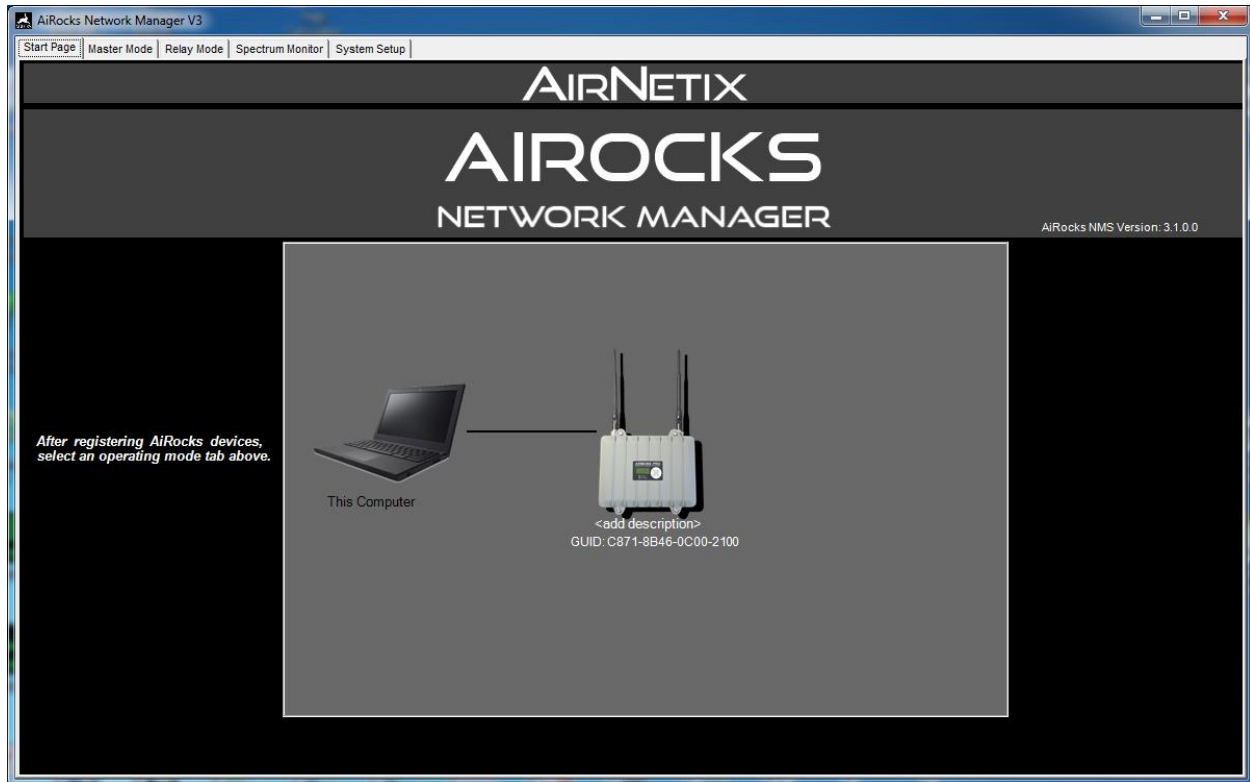 AiRocks Network Manager V3
Start Page Master Mode Relay Mode Spectrum Monitor System Setup
AIRNETIX
AIROCKS
NETWORK MANAGER
AiRocks NMS Version: 3.1.0.0
After registering AiRocks devices,
select an operating mode tab above.
This Computer
<add description>
GUID: C871-8B46-0C00-2100